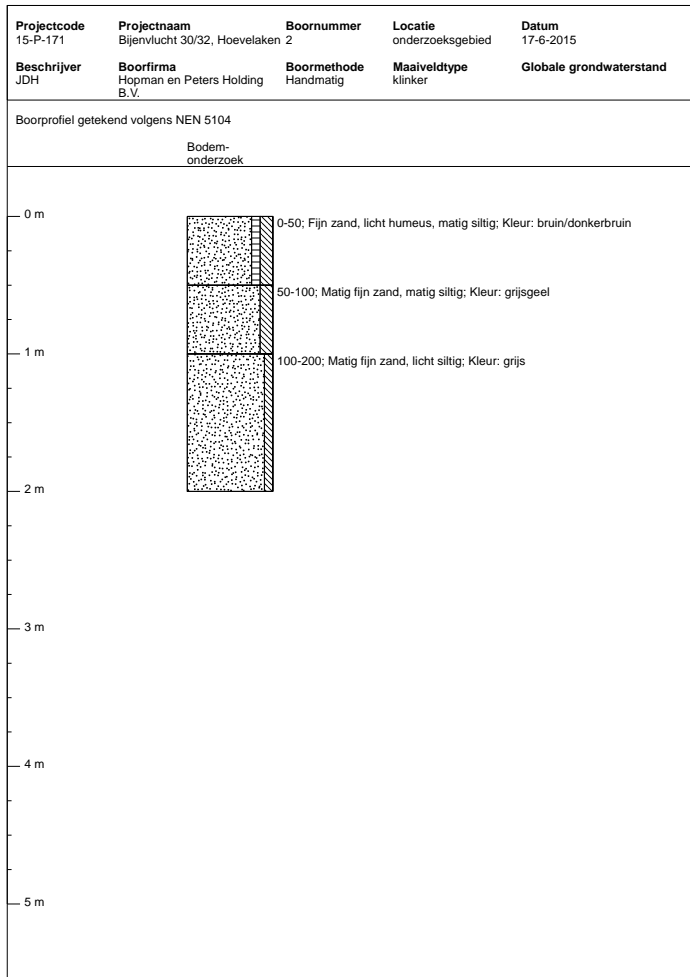 Projectcode Projectnaam Boornummer Locatie Datum
15-P-171 Bijenvlucht 30/32, Hoevelaken 2 onderzoeksgebied 17-6-2015
Beschrijver Boorfirma Boormethode Maaiveldtype Globale grondwaterstand
JDH Hopman en Peters Holding Handmatig klinker
B.V.
Boorprofiel getekend volgens NEN 5104
Bodem-
onderzoek
0 m
0-50; Fijn zand, licht humeus, matig siltig; Kleur: bruin/donkerbruin
50-100; Matig fijn zand, matig siltig; Kleur: grijsgeel
1 m
100-200; Matig fijn zand, licht siltig; Kleur: grijs
2 m
3 m
4 m
5 m